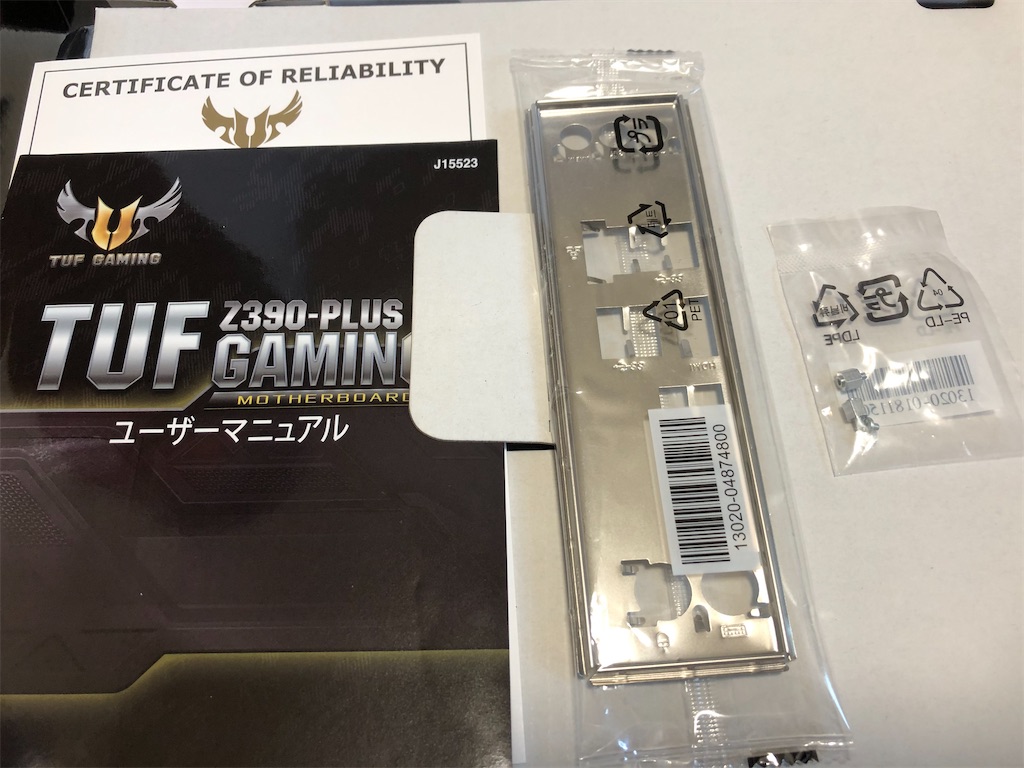 CERTIFICATE OF RELIABILITY
J15523
TUF GAMING
TUF
Z390-PLUS
GAMING
MOTHERBOARD
ユーザーマニュアル
PET
13020-04874800
PE-LD
LDPE
04